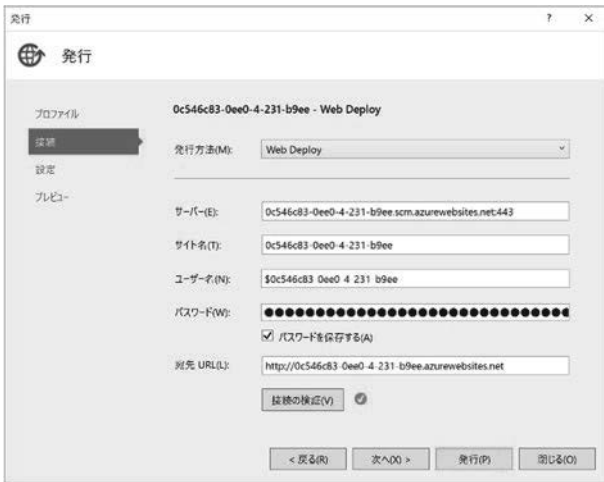 発行
? ×
発行
プロファイル
接続
設定
プレビュー
0c546c83-0ee0-4-231-b9ee - Web Deploy
発行方法(M):
Web Deploy
サーバー(E):
0c546c83-0ee0-4-231-b9ee.scm.azurewebsites.net:443
サイト名(T):
0c546c83-0ee0-4-231-b9ee
ユーザー名(N):
$0c546c83-0ee0-4-231-b9ee
パスワード(W):
パスワードを保存する(A)
宛先 URL(L):
http://0c546c83-0ee0-4-231-b9ee.azurewebsites.net
接続の検証(V)
< 戻る(R)
次へ(X) >
発行(P)
閉じる(O)